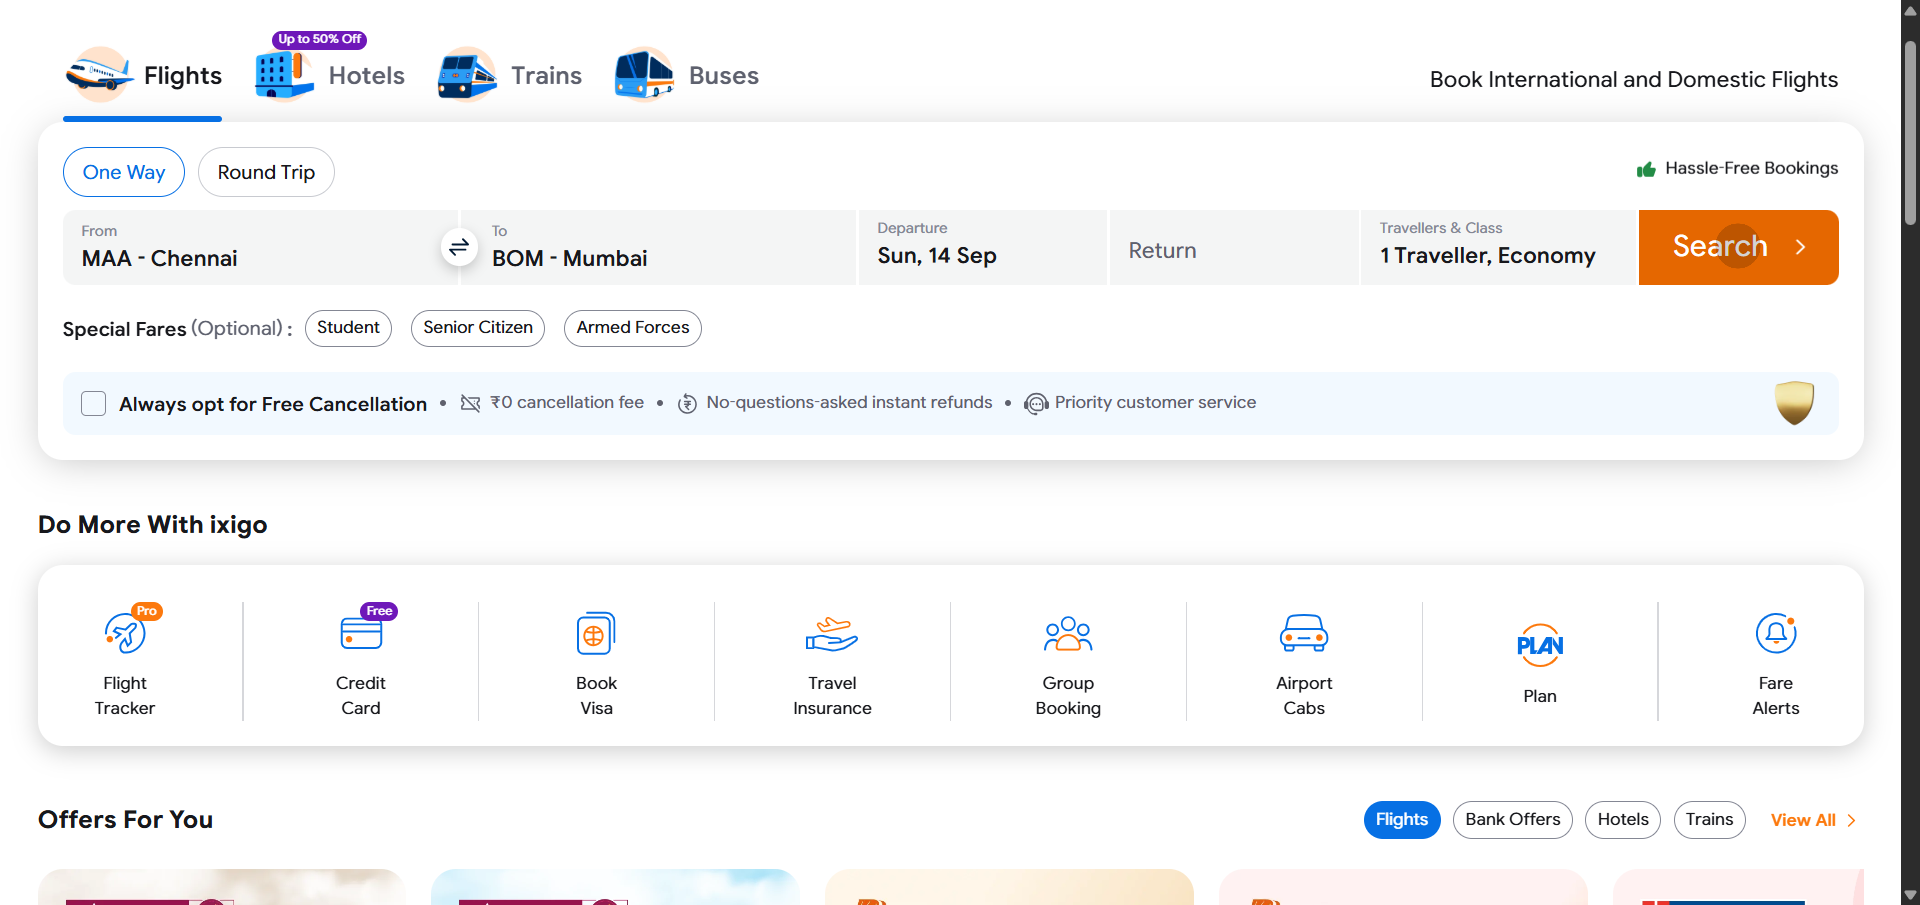 Up to 50% Off
Flights
Hotels
Trains
Buses
Book International and Domestic Flights
One Way
Round Trip
Hassle-Free Bookings
From
MAA - Chennai
To
BOM - Mumbai
Departure
Sun, 14 Sep
Return
Travellers & Class
1 Traveller, Economy
Search
Special Fares (Optional) :
Student
Senior Citizen
Armed Forces
Always opt for Free Cancellation • ₹0 cancellation fee • No-questions-asked instant refunds • Priority customer service
Do More With ixigo
Pro
Flight
Tracker
Free
Credit
Card
Book
Visa
Travel
Insurance
Group
Booking
Airport
Cabs
PLAN
Plan
Fare
Alerts
Offers For You
Flights
Bank Offers
Hotels
Trains
View All